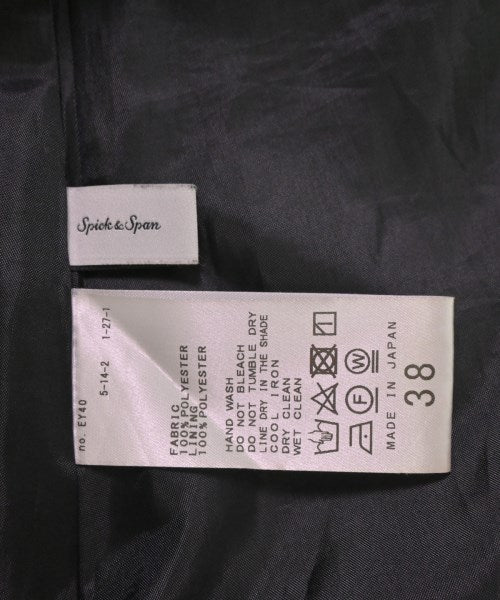 Spick & Span
no. EY40
5-14-2 1-27-1
FABRIC
100%POLYESTER
LINING
100%POLYESTER
HAND WASH
DO NOT BLEACH
DO NOT TUMBLE DRY
LINE DRY IN THE SHADE
COOL IRON
DRY CLEAN
WET CLEAN
F W
MADE IN JAPAN
38